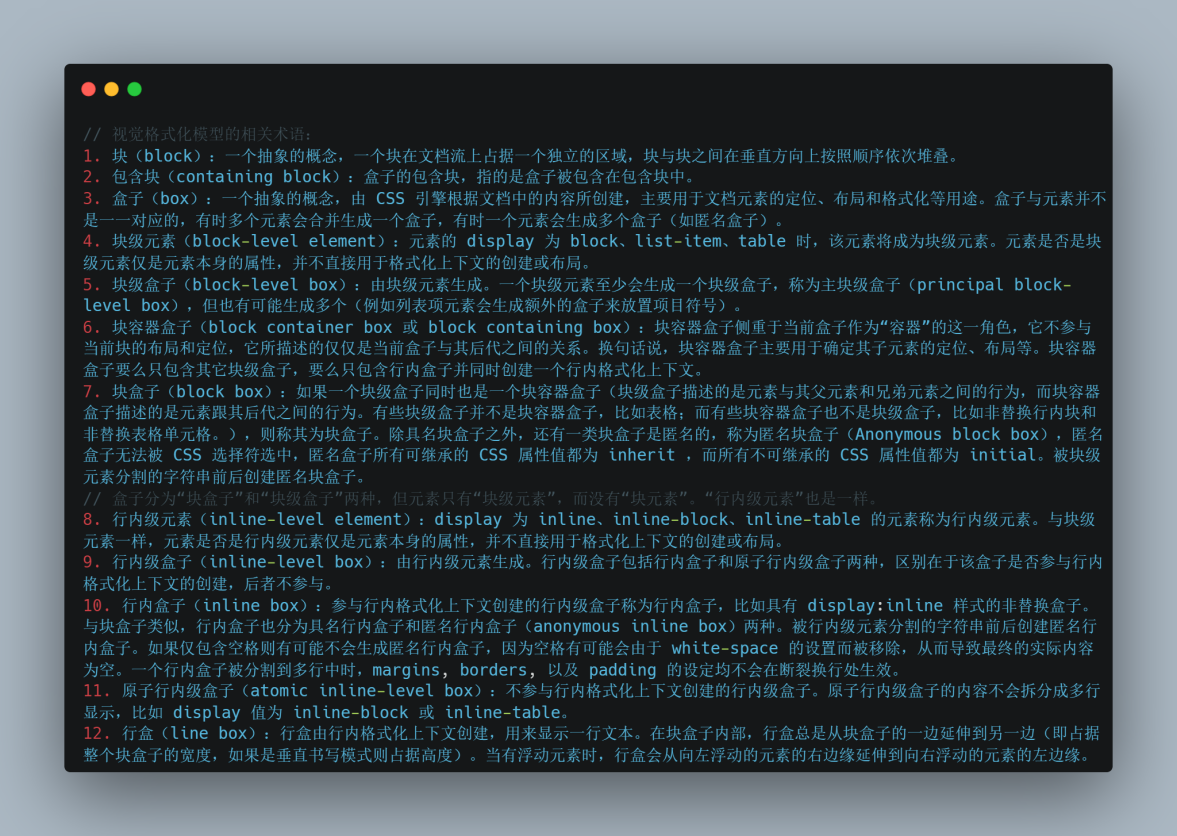 // 视觉格式化模型的相关术语:
1. 块（block）: 一个抽象的概念，一个块在文档流上占据一个独立的区域，块与块之间在垂直方向上按照顺序依次堆叠。
2. 包含块（containing block）: 盒子的包含块，指的是盒子被包含在包含块中。
3. 盒子（box）: 一个抽象的概念，由 CSS 引擎根据文档中的内容所创建，主要用于文档元素的定位、布局和格式化等用途。盒子与元素并不
是一一对应的，有时多个元素会合并生成一个盒子，有时一个元素会生成多个盒子（如匿名盒子）。
4. 块级元素（block-level element）: 元素的 display 为 block、list-item、table 时，该元素将成为块级元素。元素是否是块
级元素仅是元素本身的属性，并不直接用于格式化上下文的创建或布局。
5. 块级盒子（block-level box）: 由块级元素生成。一个块级元素至少会生成一个块级盒子，称为主块级盒子（principal block-
level box），但也有可能生成多个（例如列表项元素会生成额外的盒子来放置项目符号）。
6. 块容器盒子（block container box 或 block containing box）: 块容器盒子侧重于当前盒子作为“容器”的这一角色，它不参与
当前块的布局和定位，它所描述的仅仅是当前盒子与其后代之间的关系。换句话说，块容器盒子主要用于确定其子元素的定位、布局等。块容器
盒子要么只包含其它块级盒子，要么只包含行内盒子并同时创建一个行内格式化上下文。
7. 块盒子（block box）: 如果一个块级盒子同时也是一个块容器盒子（块级盒子描述的是元素与其父元素和兄弟元素之间的行为，而块容器
盒子描述的是元素跟其后代之间的行为。有些块级盒子并不是块容器盒子，比如表格；而有些块容器盒子也不是块级盒子，比如非替换行内块和
非替换表格单元格。），则称其为块盒子。除具名块盒子之外，还有一类块盒子是匿名的，称为匿名块盒子（Anonymous block box），匿名
盒子无法被 CSS 选择符选中，匿名盒子所有可继承的 CSS 属性值都为 inherit ，而所有不可继承的 CSS 属性值都为 initial。被块级
元素分割的字符串前后创建匿名块盒子。
// 盒子分为“块盒子”和“块级盒子”两种，但元素只有“块级元素”，而没有“块元素”。“行内级元素”也是一样。
8. 行内级元素（inline-level element）: display 为 inline、inline-block、inline-table 的元素称为行内级元素。与块级
元素一样，元素是否是行内级元素仅是元素本身的属性，并不直接用于格式化上下文的创建或布局。
9. 行内级盒子（inline-level box）: 由行内级元素生成。行内级盒子包括行内盒子和原子行内级盒子两种，区别在于该盒子是否参与行内
格式化上下文的创建，后者不参与。
10. 行内盒子（inline box）: 参与行内格式化上下文创建的行内级盒子称为行内盒子，比如具有 display:inline 样式的非替换盒子。
与块盒子类似，行内盒子也分为具名行内盒子和匿名行内盒子（anonymous inline box）两种。被行内级元素分割的字符串前后创建匿名行
内盒子。如果仅包含空格则有可能不会生成匿名行内盒子，因为空格有可能会由于 white-space 的设置而被移除，从而导致最终的实际内容
为空。一个行内盒子被分割到多行中时，margins, borders, 以及 padding 的设定均不会在断裂换行处生效。
11. 原子行内级盒子（atomic inline-level box）: 不参与行内格式化上下文创建的行内级盒子。原子行内级盒子的内容不会拆分成多行
显示，比如 display 值为 inline-block 或 inline-table。
12. 行盒（line box）: 行盒由行内格式化上下文创建，用来显示一行文本。在块盒子内部，行盒总是从块盒子的一边延伸到另一边（即占据
整个块盒子的宽度，如果是垂直书写模式则占据高度）。当有浮动元素时，行盒会从向左浮动的元素的右边缘延伸到向右浮动的元素的左边缘。